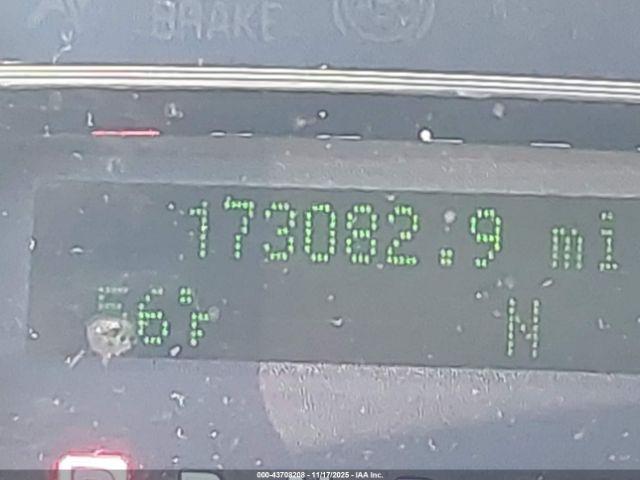 BRAKE
173082.9 mi
56°F
N
000-43708208 - 11/17/2025 - IAA Inc.